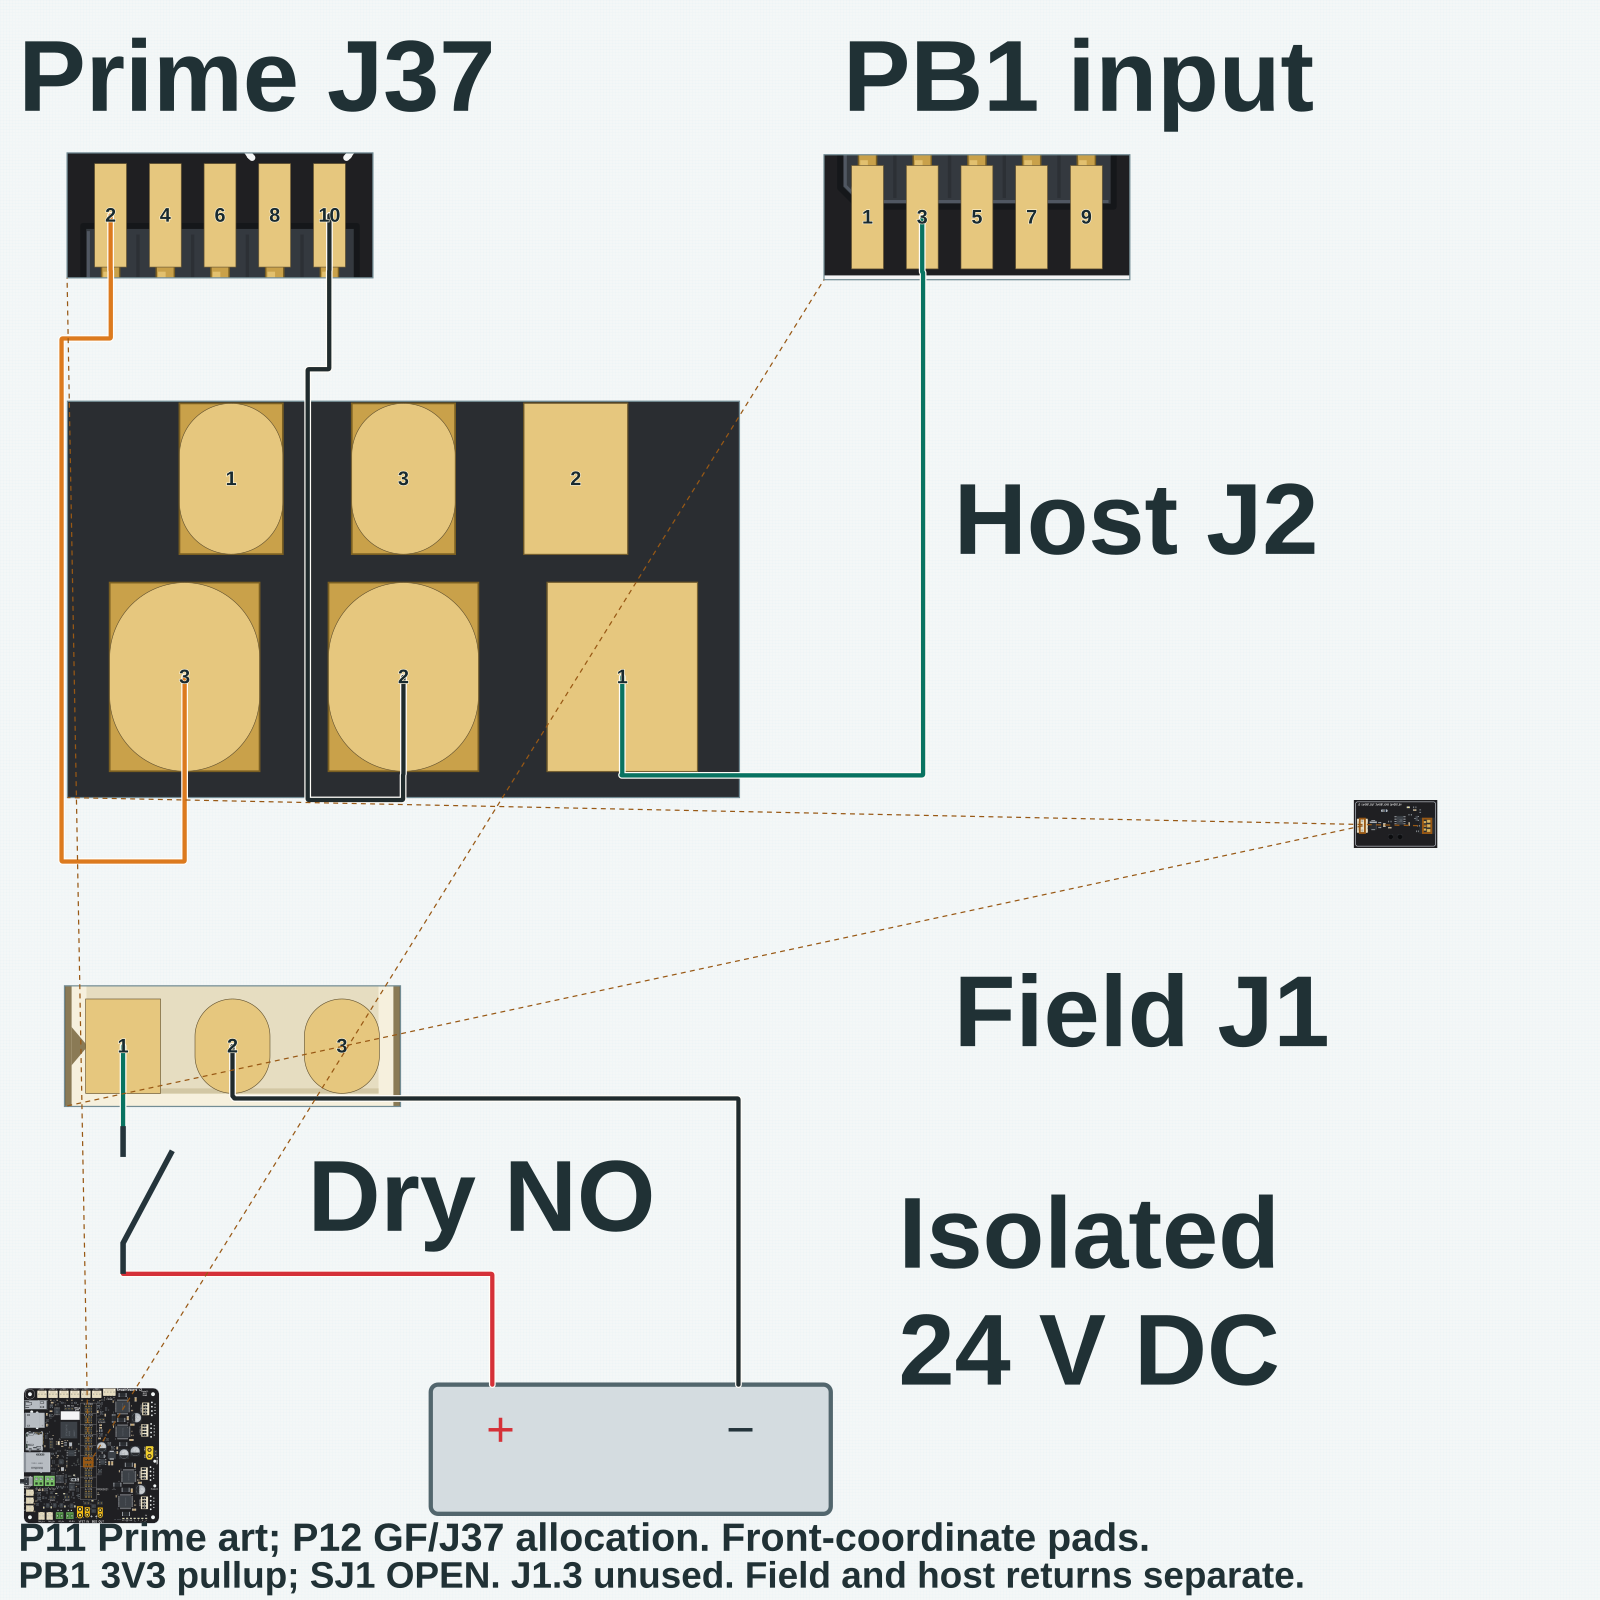 Prime J37
PB1 input
2 4 6 8 10
1 3 5 7 9
1 3 2
Host J2
3 2 1
Field J1
1 2 3
Dry NO
Isolated
24 V DC
+ −
P11 Prime art; P12 GF/J37 allocation. Front-coordinate pads.
PB1 3V3 pullup; SJ1 OPEN. J1.3 unused. Field and host returns separate.